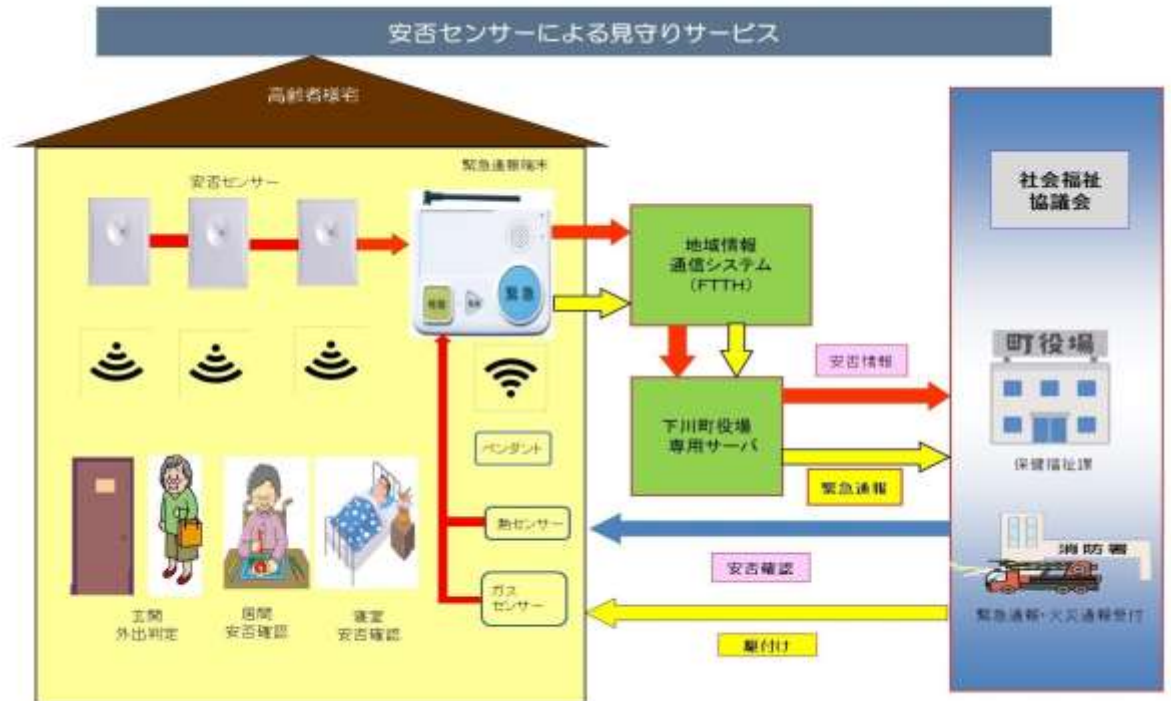 安否センサーによる見守りサービス
高齢者様宅
安否センサー
緊急通報端末
緊急
地域情報
通信システム
(FTTH)
下川町役場
専用サーバ
安否情報
緊急通報
安否確認
駆付け
ペンダント
熱センサー
ガス
センサー
玄関
外出判定
居間
安否確認
寝室
安否確認
社会福祉
協議会
町役場
保健福祉課
消防署
緊急通報・火災通報受付